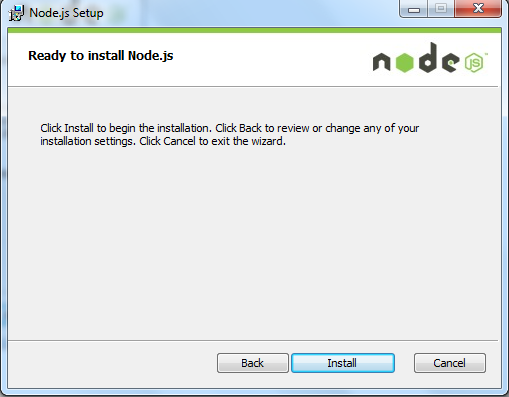 Node.js Setup
Ready to install Node.js
node
JS
Click Install to begin the installation. Click Back to review or change any of your
installation settings. Click Cancel to exit the wizard.
Back
Install
Cancel